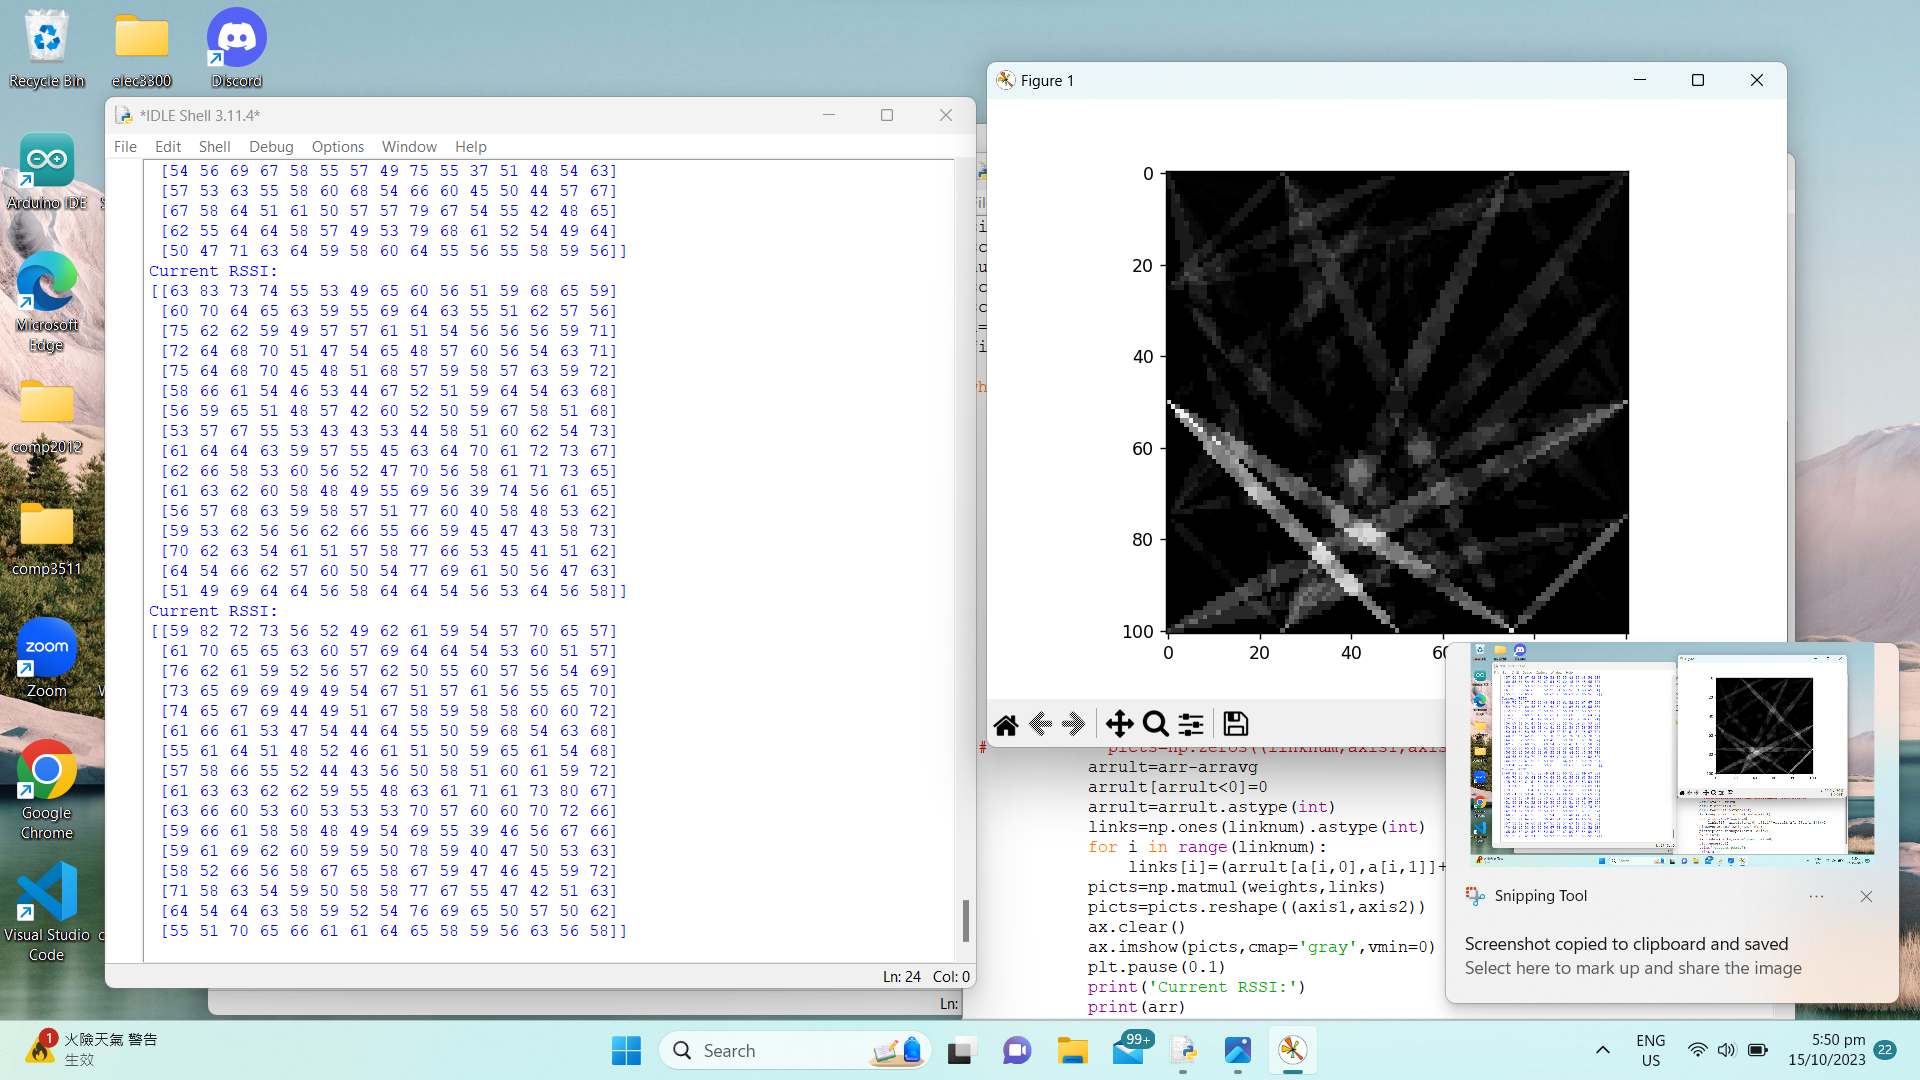 Recycle Bin
elec3300
Discord
Arduino IDE
Microsoft Edge
comp2012
comp3511
Zoom
Google Chrome
Visual Studio Code
*IDLE Shell 3.11.4*
File Edit Shell Debug Options Window Help
[54 56 69 67 58 55 57 49 75 55 37 51 48 54 63]
[57 53 63 55 58 60 68 54 66 60 45 50 44 57 67]
[67 58 64 51 61 50 57 57 79 67 54 55 42 48 65]
[62 55 64 64 58 57 49 53 79 68 61 52 54 49 64]
[50 47 71 63 64 59 58 60 64 55 56 55 58 59 56]]
Current RSSI:
[[63 83 73 74 55 53 49 65 60 56 51 59 68 65 59]
[60 70 64 65 63 59 55 69 64 63 55 51 62 57 56]
[75 62 62 59 49 57 57 61 51 54 56 56 56 59 71]
[72 64 68 70 51 47 54 65 48 57 60 56 54 63 71]
[75 64 68 70 45 48 51 68 57 59 58 57 63 59 72]
[58 66 61 54 46 53 44 67 52 51 59 64 54 63 68]
[56 59 65 51 48 57 42 60 52 50 59 67 58 51 68]
[53 57 67 55 53 43 43 53 44 58 51 60 62 54 73]
[61 64 64 63 59 57 55 45 63 64 70 61 72 73 67]
[62 66 58 53 60 56 52 47 70 56 58 61 71 73 65]
[61 63 62 60 58 48 49 55 69 56 39 74 56 61 65]
[56 57 68 63 59 58 57 51 77 60 40 58 48 53 62]
[59 53 62 56 56 62 66 55 66 59 45 47 43 58 73]
[70 62 63 54 61 51 57 58 77 66 53 45 41 51 62]
[64 54 66 62 57 60 50 54 77 69 61 50 56 47 63]
[51 49 69 64 64 56 58 64 64 54 56 53 64 56 58]]
Current RSSI:
[[59 82 72 73 56 52 49 62 61 59 54 57 70 65 57]
[61 70 65 65 63 60 57 69 64 64 54 53 60 51 57]
[76 62 61 59 52 56 57 62 50 55 60 57 56 54 69]
[73 65 69 69 49 49 54 67 51 57 61 56 55 65 70]
[74 65 67 69 44 49 51 67 58 59 58 58 60 60 72]
[61 66 61 53 47 54 44 64 55 50 59 68 54 63 68]
[55 61 64 51 48 52 46 61 51 50 59 65 61 54 68]
[57 58 66 55 52 44 43 56 50 58 51 60 61 59 72]
[61 63 63 62 62 59 55 48 63 61 71 61 73 80 67]
[63 66 60 53 60 53 53 53 70 57 60 60 70 72 66]
[59 66 61 58 58 48 49 54 69 55 39 46 56 67 66]
[59 61 69 62 60 59 59 50 78 59 40 47 50 53 63]
[58 52 66 56 58 67 65 58 67 59 47 46 45 59 72]
[71 58 63 54 59 50 58 58 77 67 55 47 42 51 63]
[64 54 64 63 58 59 52 54 76 69 65 50 57 50 62]
[55 51 70 65 66 61 61 64 65 58 59 56 63 56 58]]
Ln: 24 Col: 0
Ln:
Figure 1
0
20
40
60
80
100
0 20 40
#
arrult=arr-arravg
arrult[arrult<0]=0
arrult=arrult.astype(int)
links=np.ones(linknum).astype(int)
for i in range(linknum):
links[i]=(arrult[a[i,0],a[i,1]]+
picts=np.matmul(weights,links)
picts=picts.reshape((axis1,axis2))
ax.clear()
ax.imshow(picts,cmap='gray',vmin=0)
plt.pause(0.1)
print('Current RSSI:')
print(arr)
Snipping Tool
Screenshot copied to clipboard and saved
Select here to mark up and share the image
1
火險天氣 警告
生效
Search
99+
ENG
US
5:50 pm
15/10/2023
22